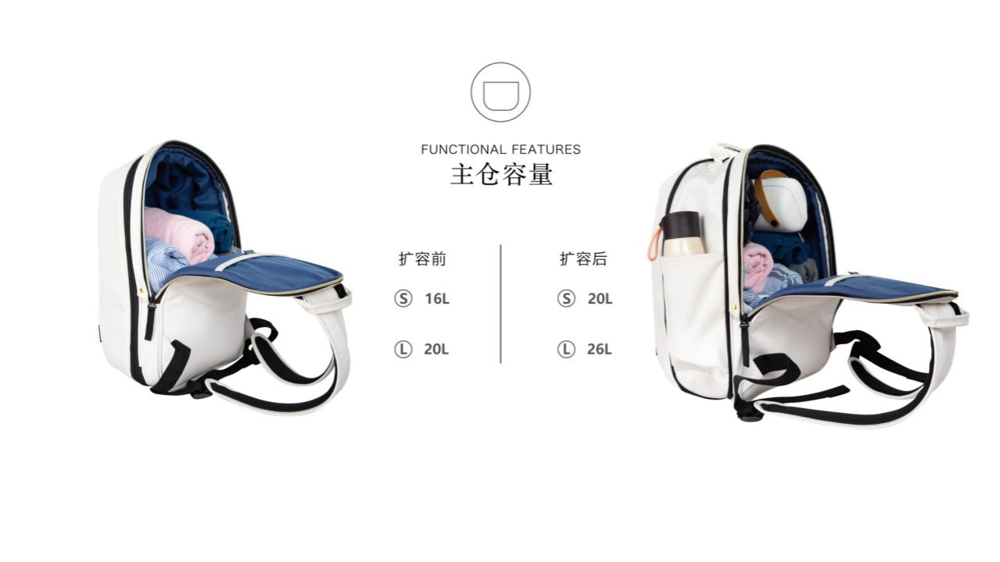 FUNCTIONAL FEATURES
主仓容量
扩容前
Ⓢ 16L
Ⓛ 20L
扩容后
Ⓢ 20L
Ⓛ 26L